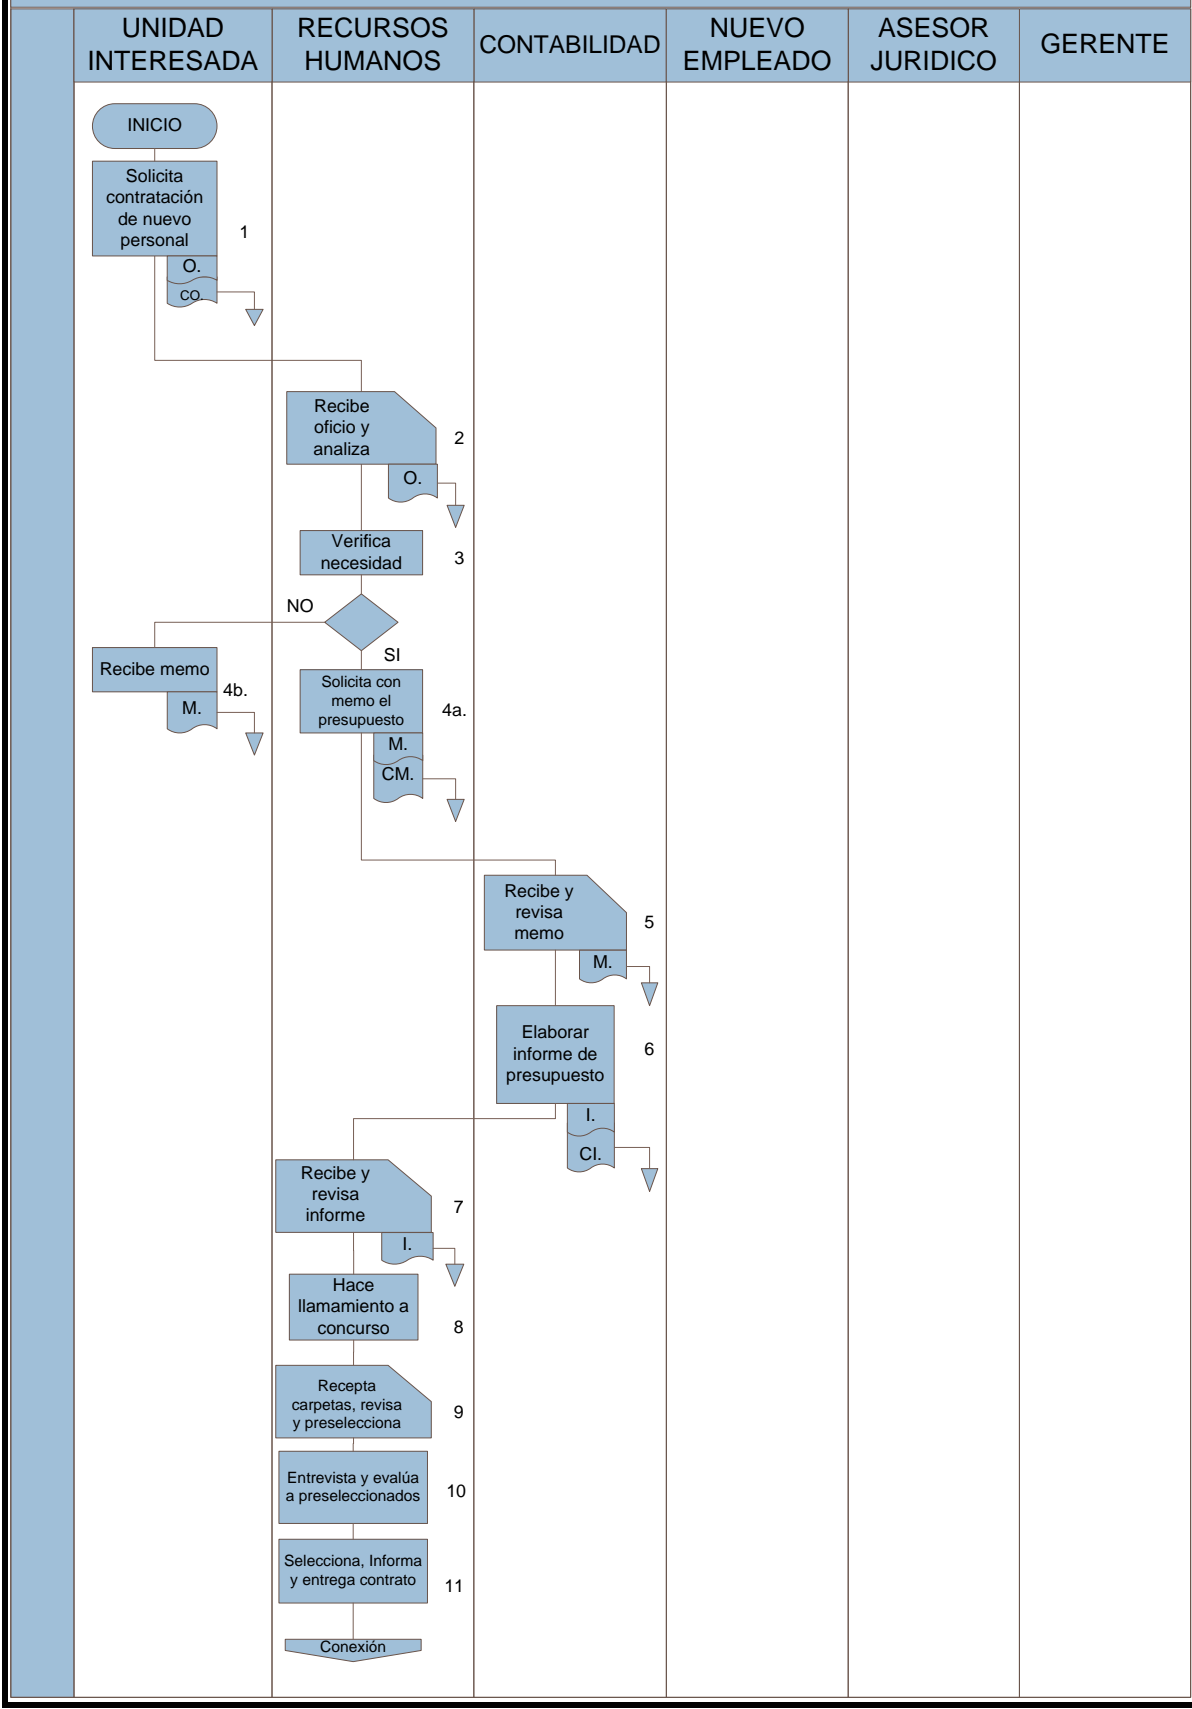 UNIDAD
INTERESADA
RECURSOS
HUMANOS
CONTABILIDAD
NUEVO
EMPLEADO
ASESOR
JURIDICO
GERENTE
INICIO
Solicita
contratación
de nuevo
personal
1
O.
CO.
Recibe
oficio y
analiza
2
O.
Verifica
necesidad
3
NO
SI
Recibe memo
4b.
M.
Solicita con
memo el
presupuesto
4a.
M.
CM.
Recibe y
revisa
memo
5
M.
Elaborar
informe de
presupuesto
6
I.
CI.
Recibe y
revisa
informe
7
I.
Hace
llamamiento a
concurso
8
Recepta
carpetas, revisa
y preselecciona
9
Entrevista y evalúa
a preseleccionados
10
Selecciona, Informa
y entrega contrato
11
Conexión